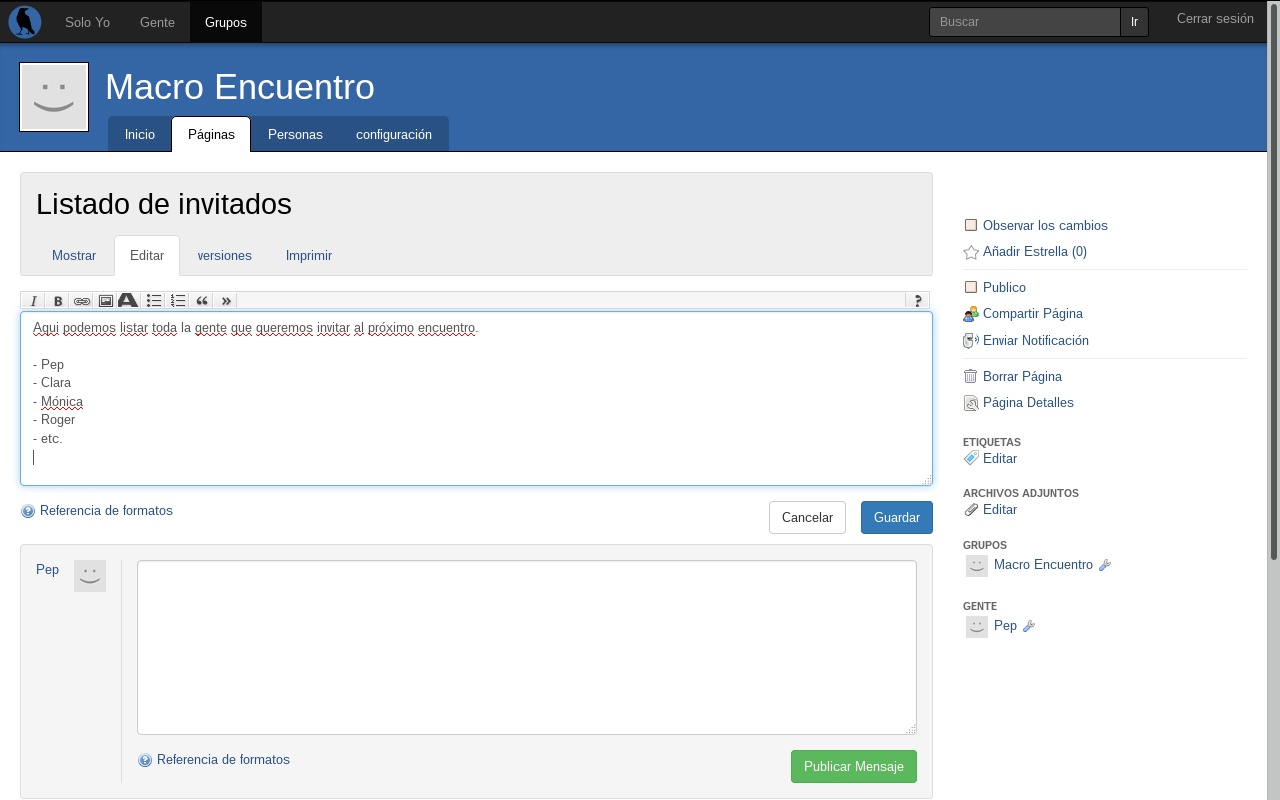 Solo Yo Gente Grupos Buscar Ir Cerrar sesión
Macro Encuentro
Inicio Páginas Personas configuración
Listado de invitados
Mostrar Editar versiones Imprimir
I B A “ » ?
Aqui podemos listar toda la gente que queremos invitar al próximo encuentro.
- Pep
- Clara
- Mónica
- Roger
- etc.
Referencia de formatos Cancelar Guardar
Pep
Referencia de formatos Publicar Mensaje
Observar los cambios
Añadir Estrella (0)
Publico
Compartir Página
Enviar Notificación
Borrar Página
Página Detalles
ETIQUETAS
Editar
ARCHIVOS ADJUNTOS
Editar
GRUPOS
Macro Encuentro
GENTE
Pep